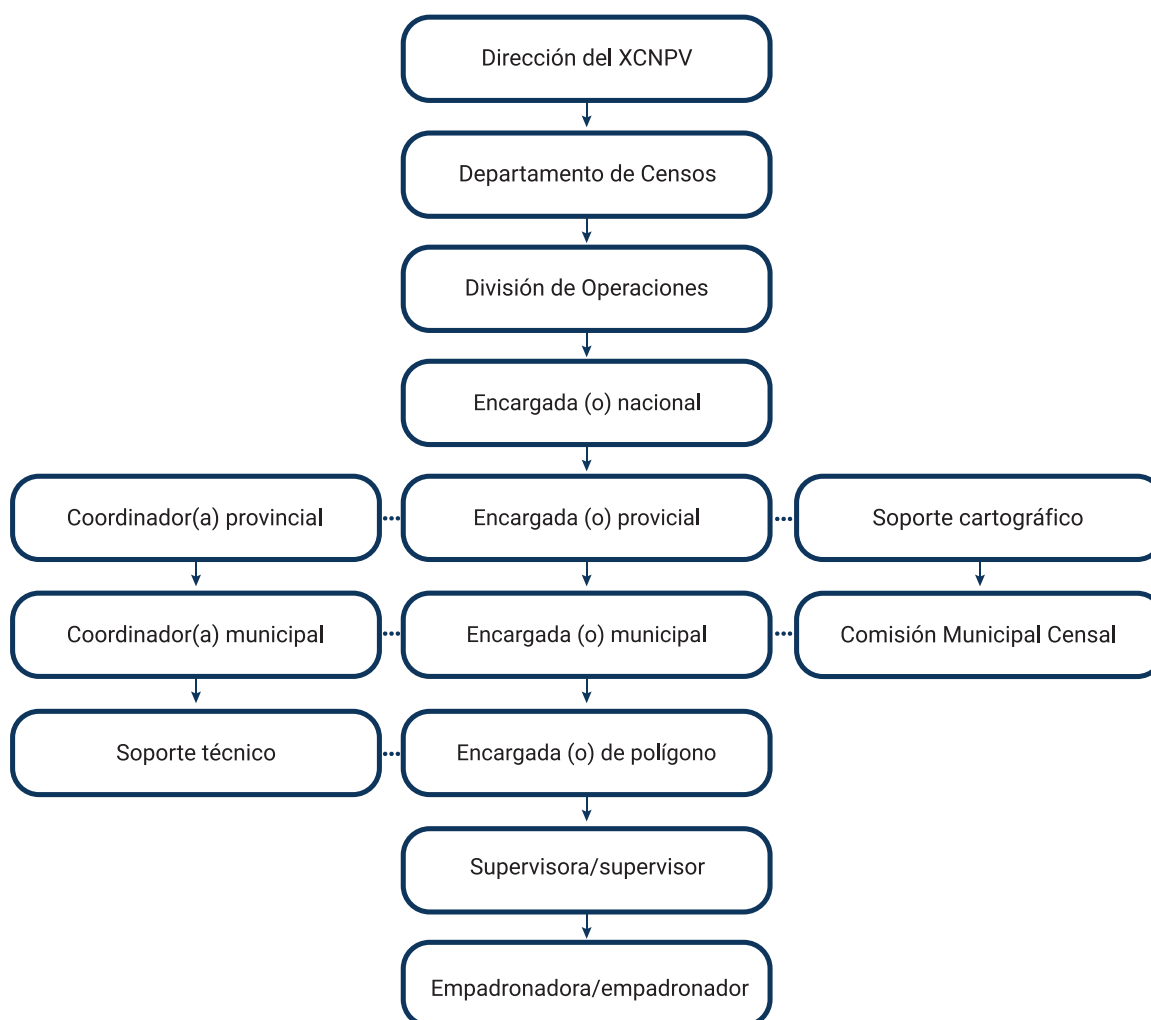 Dirección del XCNPV
Departamento de Censos
División de Operaciones
Encargada (o) nacional
Coordinador(a) provincial
Encargada (o) provicial
Soporte cartográfico
Coordinador(a) municipal
Encargada (o) municipal
Comisión Municipal Censal
Soporte técnico
Encargada (o) de polígono
Supervisora/supervisor
Empadronadora/empadronador